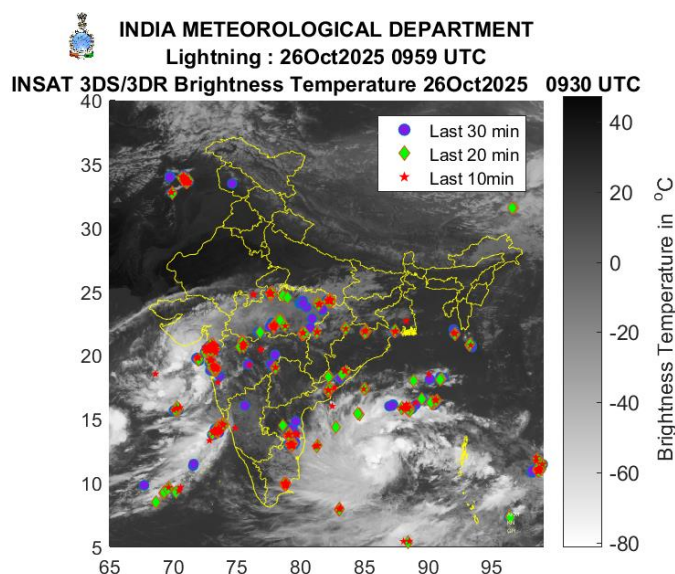 INDIA METEOROLOGICAL DEPARTMENT
Lightning : 26Oct2025 0959 UTC
INSAT 3DS/3DR Brightness Temperature 26Oct2025 0930 UTC
Last 30 min
Last 20 min
Last 10min
40
35
30
25
20
15
10
5
65 70 75 80 85 90 95
40
20
0
-20
-40
-60
-80
Brightness Temperature in °C